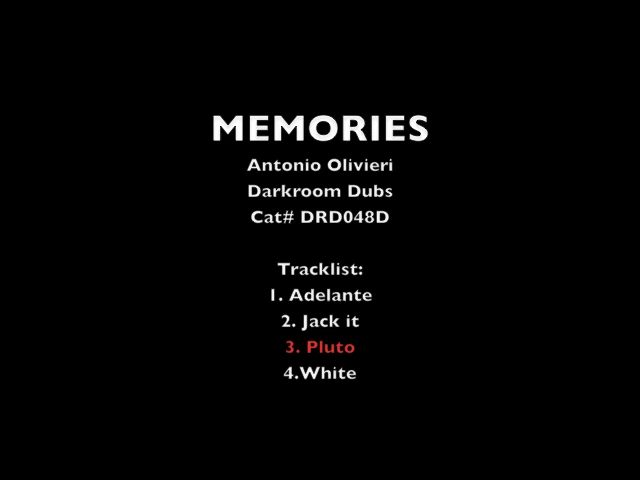 MEMORIES
Antonio Olivieri
Darkroom Dubs
Cat# DRD048D
Tracklist:
1. Adelante
2. Jack it
3. Pluto
4.White